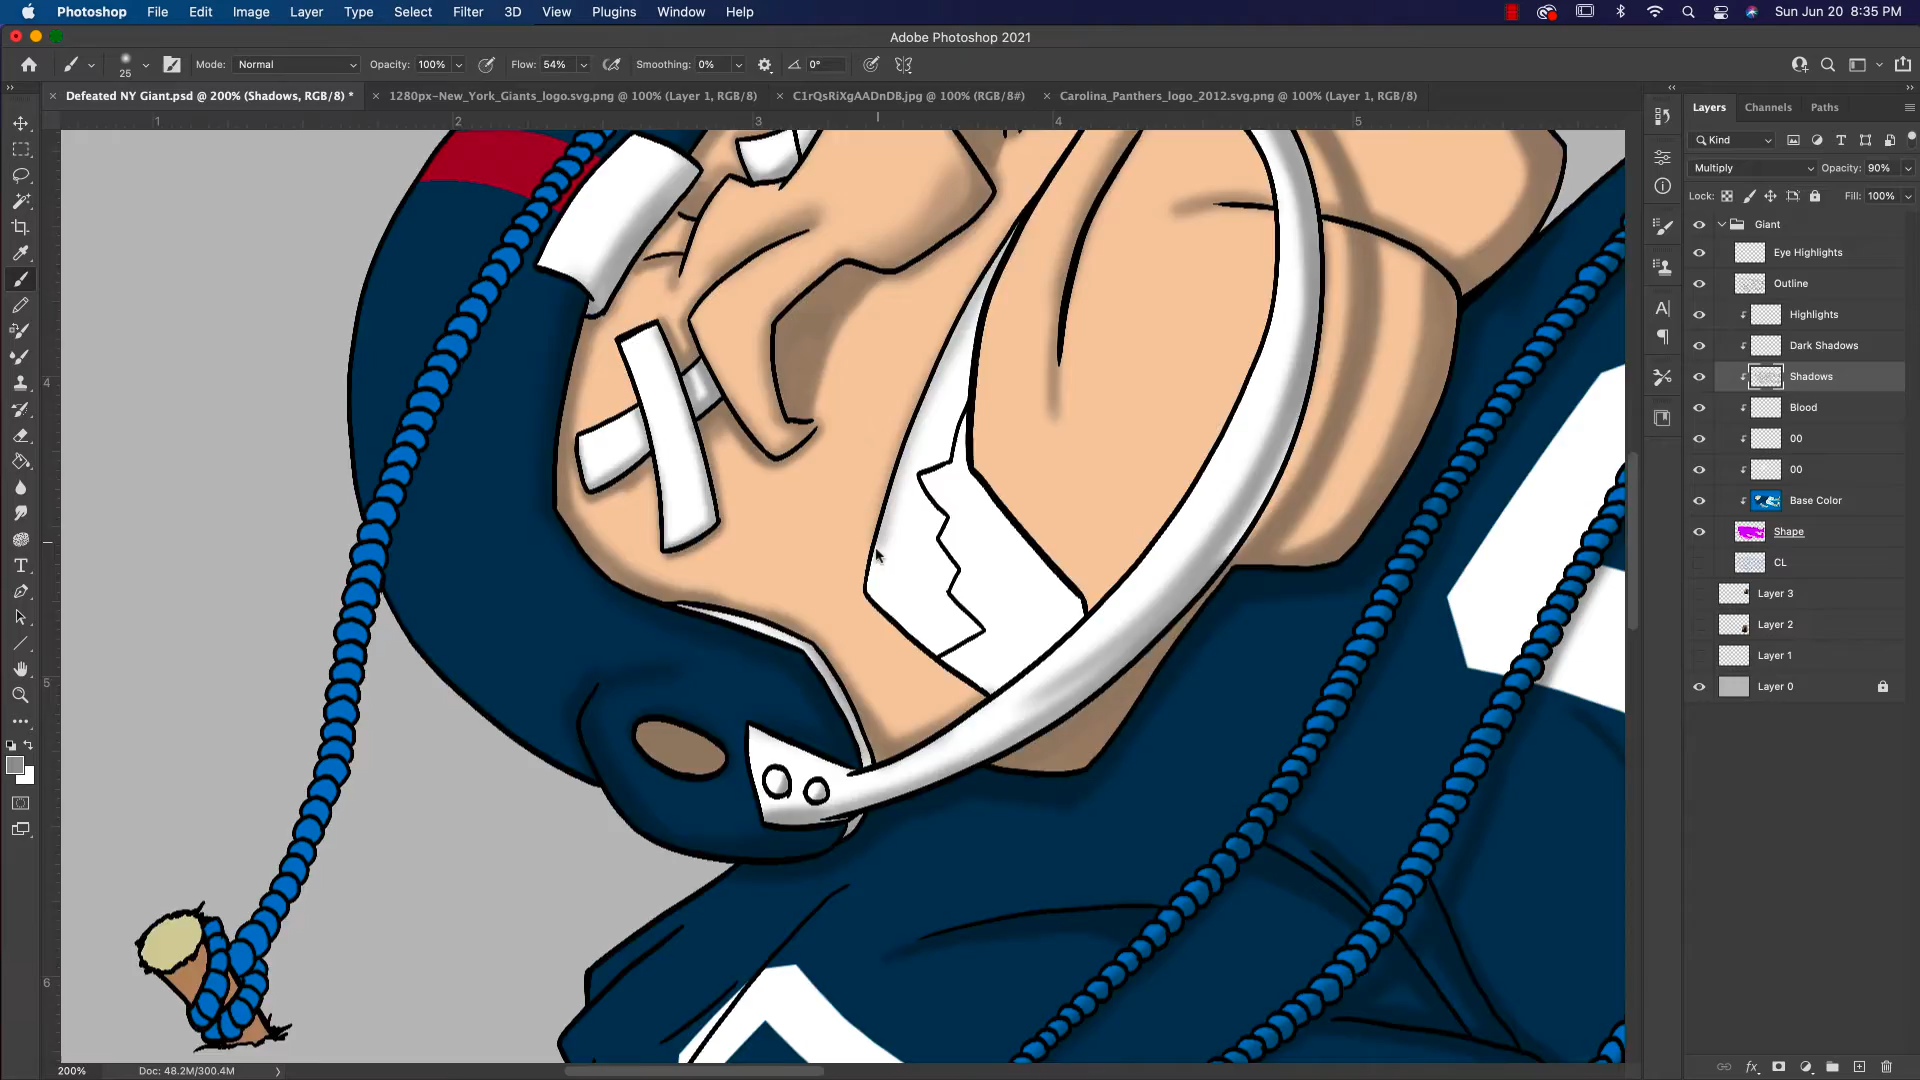 Photoshop File Edit Image Layer Type Select Filter 3D View Plugins Window Help Sun Jun 20 8:35 PM
Adobe Photoshop 2021
25 Mode: Normal Opacity: 100% Flow: 54% Smoothing: 0% 0°
Defeated NY Giant.psd @ 200% (Shadows, RGB/8) * 1280px-New_York_Giants_logo.svg.png @ 100% (Layer 1, RGB/8) C1rQsRiXgAADnDB.jpg @ 100% (RGB/8#) Carolina_Panthers_logo_2012.svg.png @ 100% (Layer 1, RGB/8)
Layers Channels Paths
1 2 3 4 5
Kind
Multiply Opacity: 90%
Lock: Fill: 100%
Giant
Eye Highlights
Outline
Highlights
Dark Shadows
Shadows
Blood
00
00
Base Color
Shape
CL
Layer 3
Layer 2
Layer 1
Layer 0
4
5
6
200% Doc: 48.2M/300.4M